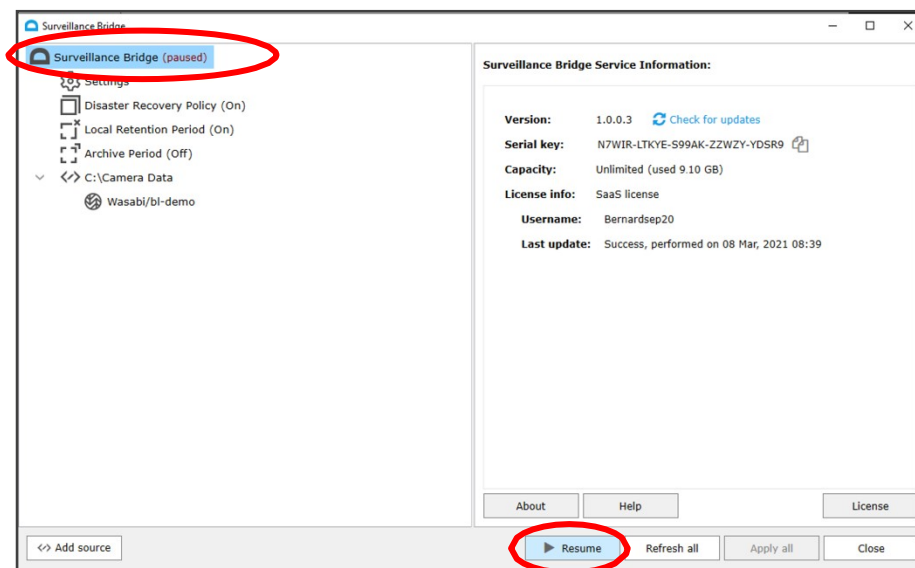 Surveillance Bridge
Surveillance Bridge (paused)
Settings
Disaster Recovery Policy (On)
Local Retention Period (On)
Archive Period (Off)
C:\Camera Data
Wasabi/bl-demo
Surveillance Bridge Service Information:
Version: 1.0.0.3 Check for updates
Serial key: N7WIR-LTKYE-S99AK-ZZWZY-YDSR9
Capacity: Unlimited (used 9.10 GB)
License info: SaaS license
Username: Bernardsep20
Last update: Success, performed on 08 Mar, 2021 08:39
About Help License
Add source Resume Refresh all Apply all Close